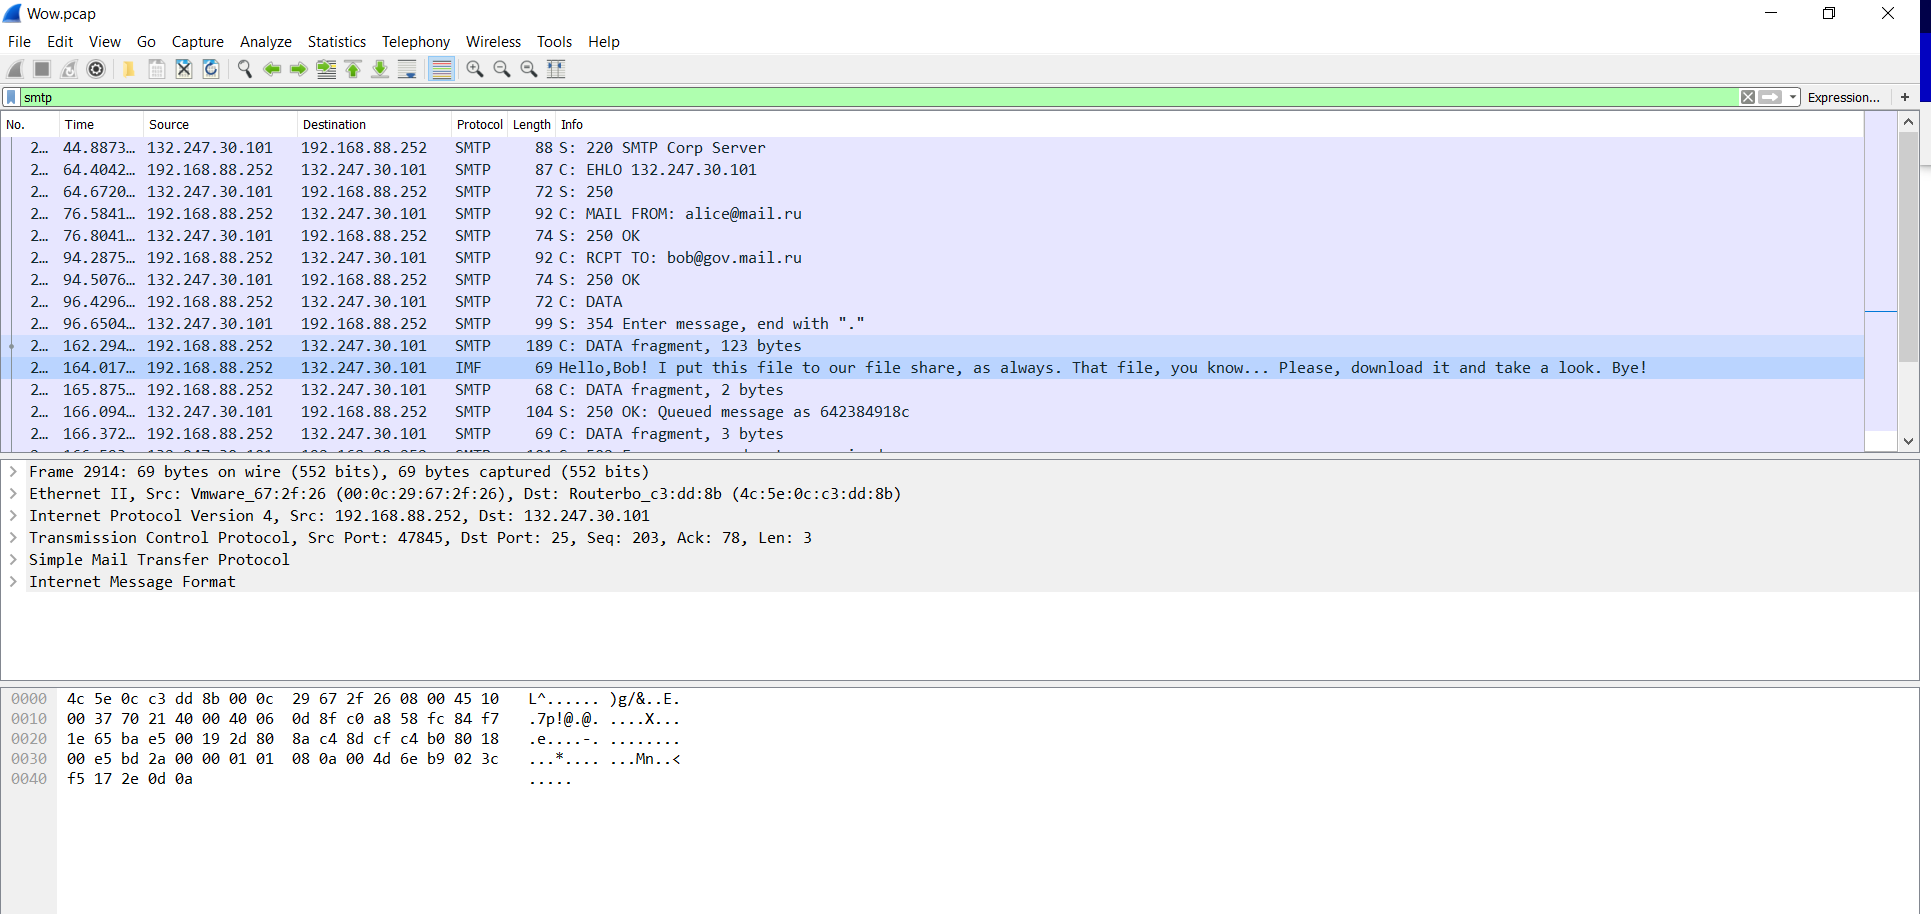 Wow.pcap
File Edit View Go Capture Analyze Statistics Telephony Wireless Tools Help
smtp Expression... +
No. Time Source Destination Protocol Length Info
2... 44.8873... 132.247.30.101 192.168.88.252 SMTP 88 S: 220 SMTP Corp Server
2... 64.4042... 192.168.88.252 132.247.30.101 SMTP 87 C: EHLO 132.247.30.101
2... 64.6720... 132.247.30.101 192.168.88.252 SMTP 72 S: 250
2... 76.5841... 192.168.88.252 132.247.30.101 SMTP 92 C: MAIL FROM: alice@mail.ru
2... 76.8041... 132.247.30.101 192.168.88.252 SMTP 74 S: 250 OK
2... 94.2875... 192.168.88.252 132.247.30.101 SMTP 92 C: RCPT TO: bob@gov.mail.ru
2... 94.5076... 132.247.30.101 192.168.88.252 SMTP 74 S: 250 OK
2... 96.4296... 192.168.88.252 132.247.30.101 SMTP 72 C: DATA
2... 96.6504... 132.247.30.101 192.168.88.252 SMTP 99 S: 354 Enter message, end with "."
2... 162.294... 192.168.88.252 132.247.30.101 SMTP 189 C: DATA fragment, 123 bytes
2... 164.017... 192.168.88.252 132.247.30.101 IMF 69 Hello,Bob! I put this file to our file share, as always. That file, you know... Please, download it and take a look. Bye!
2... 165.875... 192.168.88.252 132.247.30.101 SMTP 68 C: DATA fragment, 2 bytes
2... 166.094... 132.247.30.101 192.168.88.252 SMTP 104 S: 250 OK: Queued message as 642384918c
2... 166.372... 192.168.88.252 132.247.30.101 SMTP 69 C: DATA fragment, 3 bytes
Frame 2914: 69 bytes on wire (552 bits), 69 bytes captured (552 bits)
Ethernet II, Src: Vmware_67:2f:26 (00:0c:29:67:2f:26), Dst: Routerbo_c3:dd:8b (4c:5e:0c:c3:dd:8b)
Internet Protocol Version 4, Src: 192.168.88.252, Dst: 132.247.30.101
Transmission Control Protocol, Src Port: 47845, Dst Port: 25, Seq: 203, Ack: 78, Len: 3
Simple Mail Transfer Protocol
Internet Message Format
0000 4c 5e 0c c3 dd 8b 00 0c 29 67 2f 26 08 00 45 10 L^...... )g/&..E.
0010 00 37 70 21 40 00 40 06 0d 8f c0 a8 58 fc 84 f7 .7p!@.@. ....X...
0020 1e 65 ba e5 00 19 2d 80 8a c4 8d cf c4 b0 80 18 .e....-. ........
0030 00 e5 bd 2a 00 00 01 01 08 0a 00 4d 6e b9 02 3c ...*.... ...Mn..<
0040 f5 17 2e 0d 0a .....